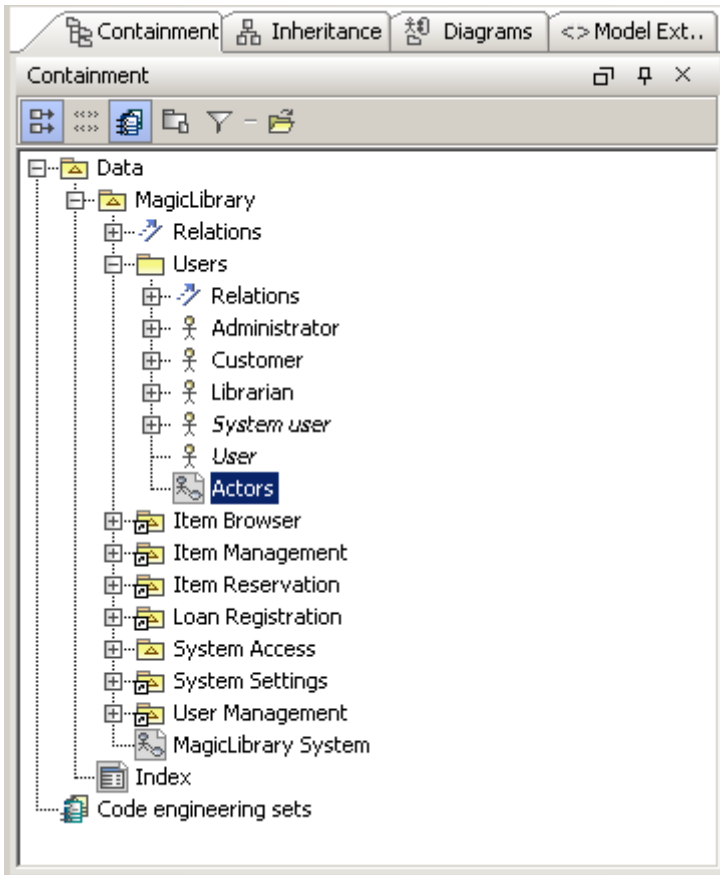 Containment Inheritance Diagrams <> Model Ext..
Containment
Data
MagicLibrary
Relations
Users
Relations
Administrator
Customer
Librarian
System user
User
Actors
Item Browser
Item Management
Item Reservation
Loan Registration
System Access
System Settings
User Management
MagicLibrary System
Index
Code engineering sets